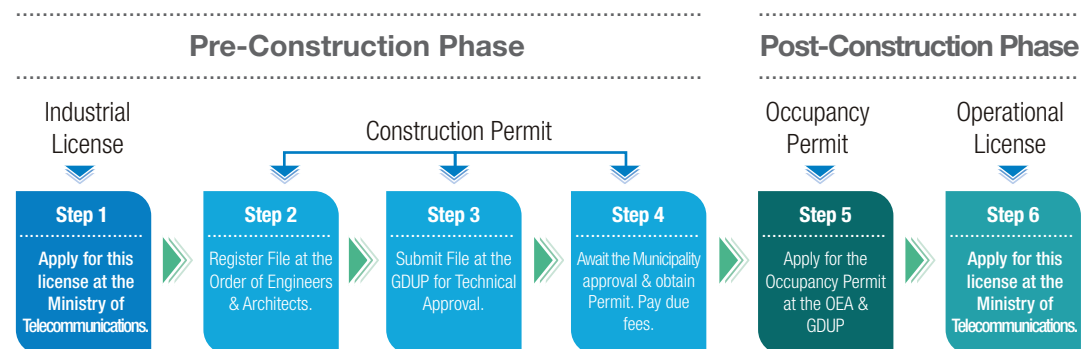 Pre-Construction Phase
Post-Construction Phase
Industrial
License
Construction Permit
Occupancy
Permit
Operational
License
Step 1
Apply for this
license at the
Ministry of
Telecommunications.
Step 2
Register File at the
Order of Engineers
& Architects.
Step 3
Submit File at the
GDUP for Technical
Approval.
Step 4
Await the Municipality
approval & obtain
Permit. Pay due
fees.
Step 5
Apply for the
Occupancy Permit
at the OEA &
GDUP
Step 6
Apply for this
license at the
Ministry of
Telecommunications.